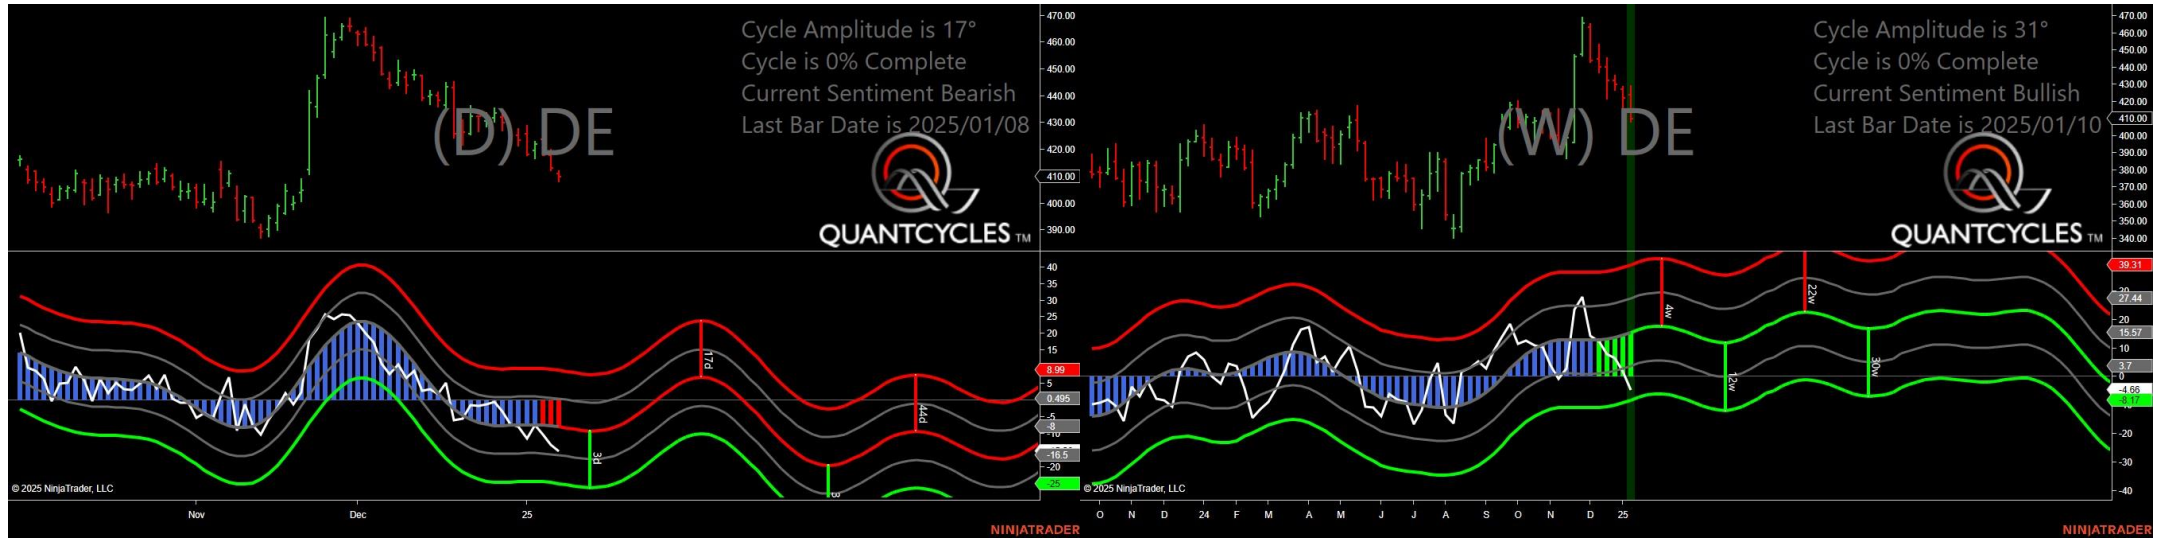 Cycle Amplitude is 17°
Cycle is 0% Complete
Current Sentiment Bearish
Last Bar Date is 2025/01/08
(D) DE
QUANTCYCLES TM
470.00
460.00
450.00
440.00
430.00
420.00
410.00
400.00
390.00
40
35
30
25
20
15
8.99
5
0.495
-5
-8
-10
-16.5
-20
-25
17d
44d
3d
3
© 2025 NinjaTrader, LLC
Nov
Dec
25
NINJATRADER
Cycle Amplitude is 31°
Cycle is 0% Complete
Current Sentiment Bullish
Last Bar Date is 2025/01/10
(W) DE
QUANTCYCLES TM
470.00
460.00
450.00
440.00
430.00
420.00
410.00
400.00
390.00
380.00
370.00
360.00
350.00
340.00
39.31
30
27.44
20
15.57
10
3.7
0
-4.66
-8.17
-20
-30
-40
4w
22w
12w
30w
© 2025 NinjaTrader, LLC
O N D 24 F M A M J J A S O N D 25
NINJATRADER